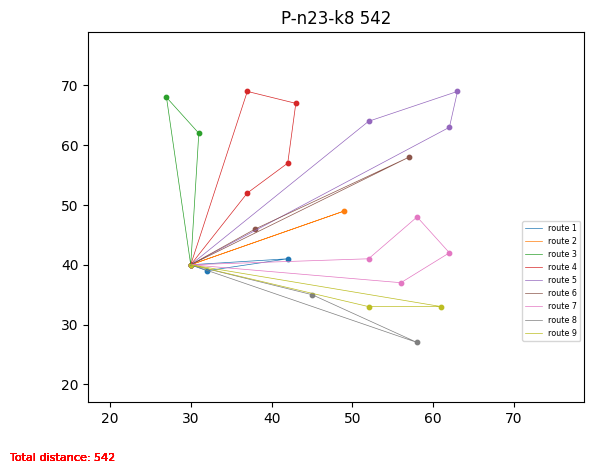 P-n23-k8 542
70
60
50
40
30
20
20
30
40
50
60
70
route 1
route 2
route 3
route 4
route 5
route 6
route 7
route 8
route 9
Total distance: 542